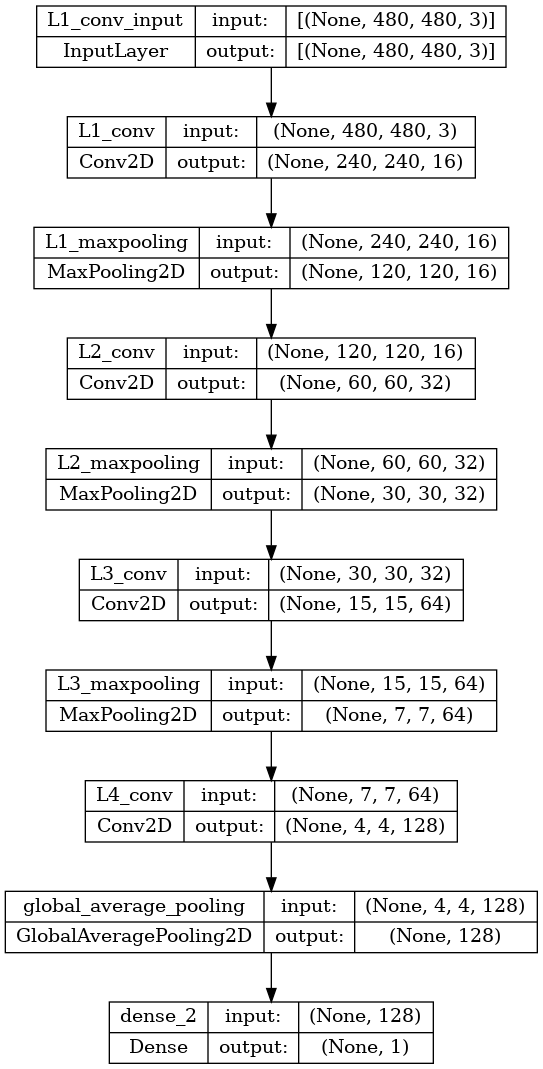 L1_conv_input input: [(None, 480, 480, 3)]
InputLayer output: [(None, 480, 480, 3)]
L1_conv input: (None, 480, 480, 3)
Conv2D output: (None, 240, 240, 16)
L1_maxpooling input: (None, 240, 240, 16)
MaxPooling2D output: (None, 120, 120, 16)
L2_conv input: (None, 120, 120, 16)
Conv2D output: (None, 60, 60, 32)
L2_maxpooling input: (None, 60, 60, 32)
MaxPooling2D output: (None, 30, 30, 32)
L3_conv input: (None, 30, 30, 32)
Conv2D output: (None, 15, 15, 64)
L3_maxpooling input: (None, 15, 15, 64)
MaxPooling2D output: (None, 7, 7, 64)
L4_conv input: (None, 7, 7, 64)
Conv2D output: (None, 4, 4, 128)
global_average_pooling input: (None, 4, 4, 128)
GlobalAveragePooling2D output: (None, 128)
dense_2 input: (None, 128)
Dense output: (None, 1)